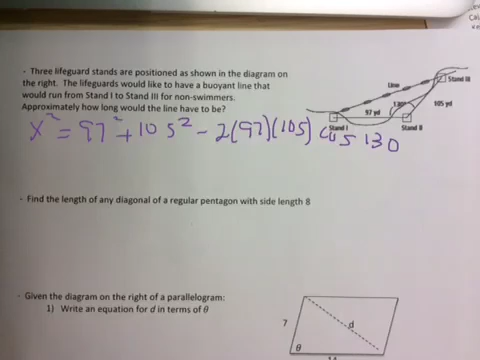 - Three lifeguard stands are positioned as shown in the diagram on
the right. The lifeguards would like to have a buoyant line that
would run from Stand I to Stand III for non-swimmers.
Approximately how long would the line have to be?
Line
Stand III
130°
105 yd
97 yd
Stand I
Stand II
x² = 97² + 105² - 2(97)(105) cos 130
- Find the length of any diagonal of a regular pentagon with side length 8
- Given the diagram on the right of a parallelogram:
1) Write an equation for d in terms of θ
7
d
θ